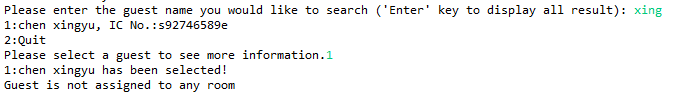 Please enter the guest name you would like to search ('Enter' key to display all result): xing
1:chen xingyu, IC No.:s92746589e
2:Quit
Please select a guest to see more information.1
1:chen xingyu has been selected!
Guest is not assigned to any room